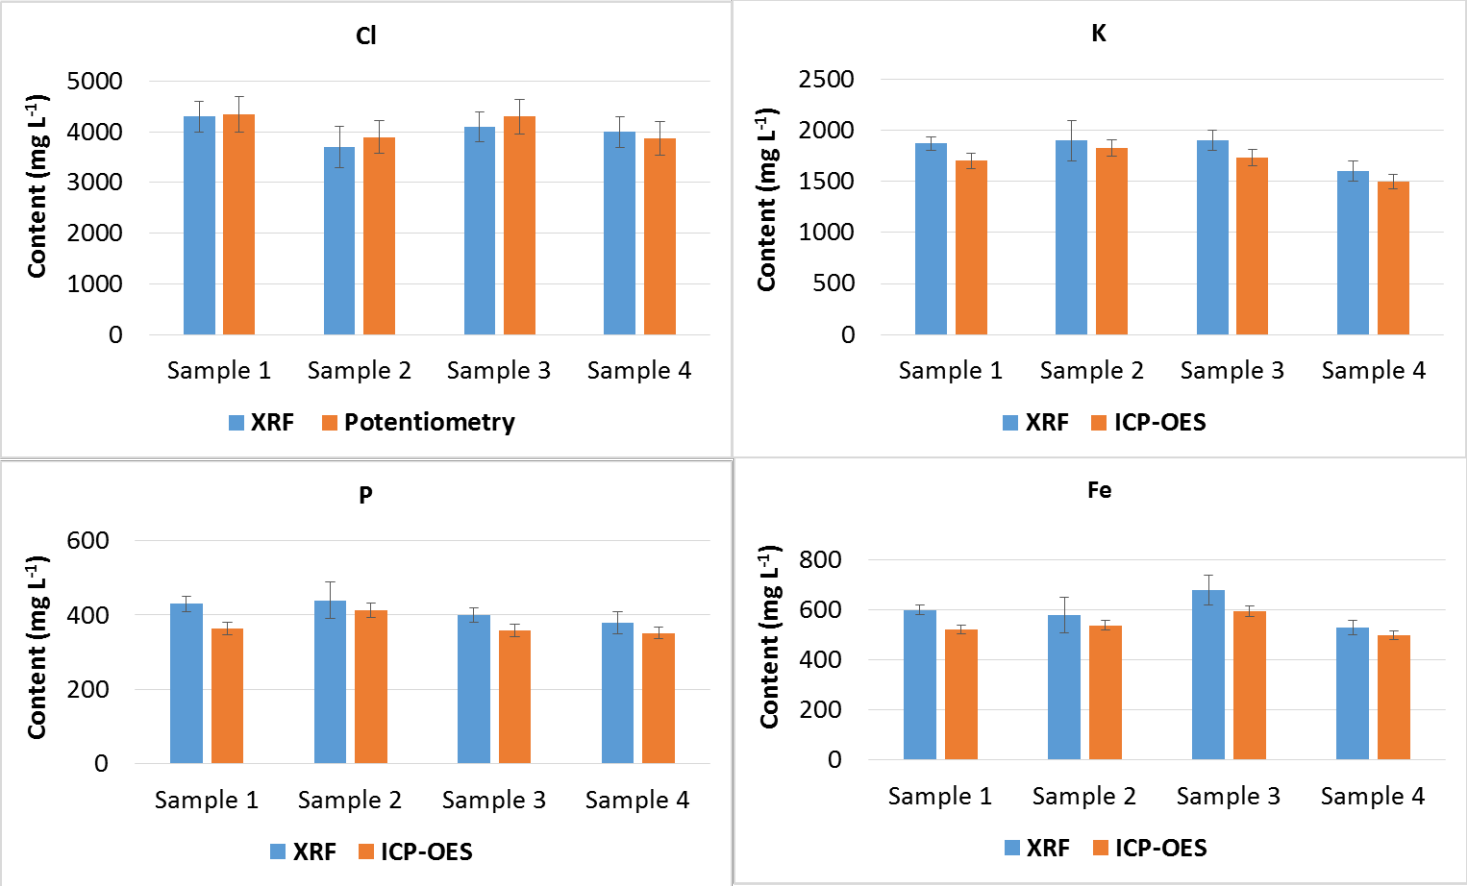 Cl
Content (mg L-1)
5000
4000
3000
2000
1000
0
Sample 1 Sample 2 Sample 3 Sample 4
XRF Potentiometry
K
Content (mg L-1)
2500
2000
1500
1000
500
0
Sample 1 Sample 2 Sample 3 Sample 4
XRF ICP-OES
P
Content (mg L-1)
600
400
200
0
Sample 1 Sample 2 Sample 3 Sample 4
XRF ICP-OES
Fe
Content (mg L-1)
800
600
400
200
0
Sample 1 Sample 2 Sample 3 Sample 4
XRF ICP-OES